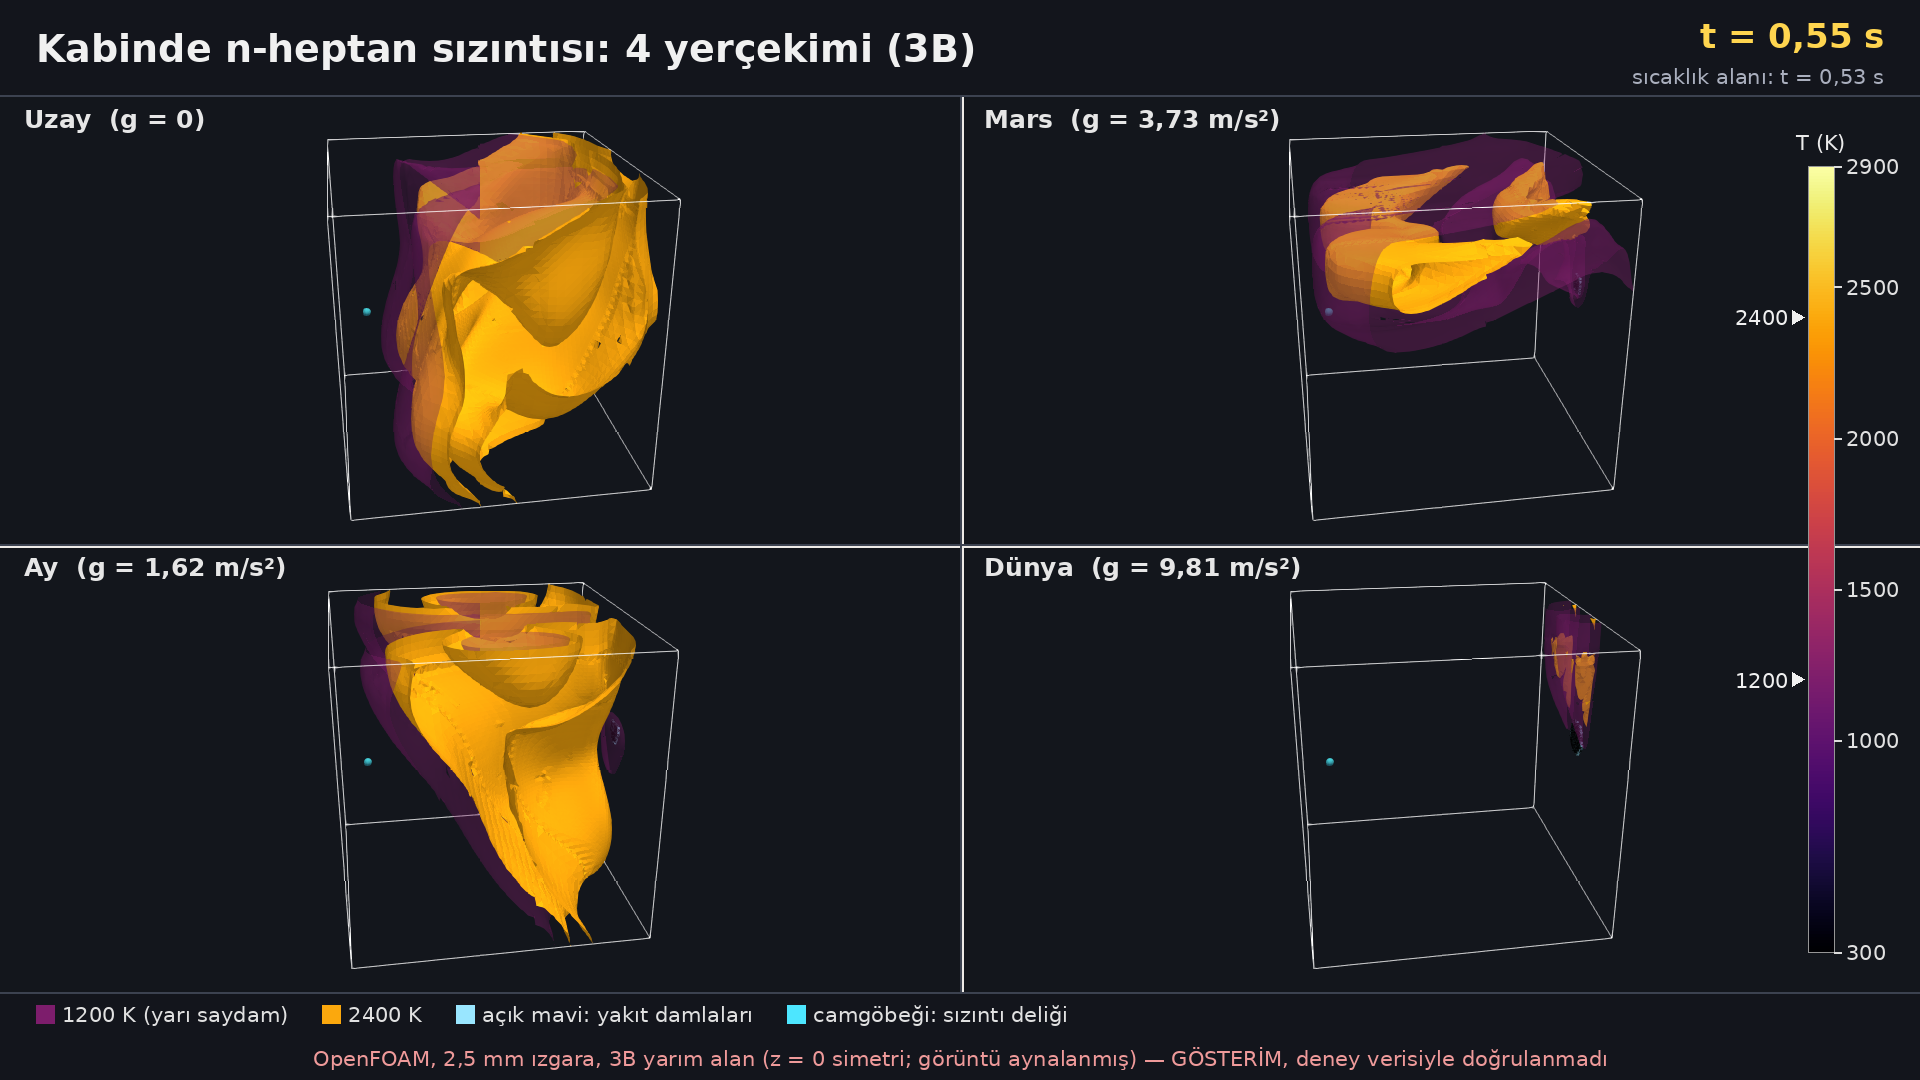 Kabinde n-heptan sızıntısı: 4 yerçekimi (3B)
t = 0,55 s
sıcaklık alanı: t = 0,53 s
Uzay (g = 0)
Mars (g = 3,73 m/s²)
T (K)
2900
2500
2400
2000
Ay (g = 1,62 m/s²)
Dünya (g = 9,81 m/s²)
1500
1200
1000
300
1200 K (yarı saydam)
2400 K
açık mavi: yakıt damlaları
camgöbeği: sızıntı deliği
OpenFOAM, 2,5 mm ızgara, 3B yarım alan (z = 0 simetri; görüntü aynalanmış) — GÖSTERİM, deney verisiyle doğrulanmadı